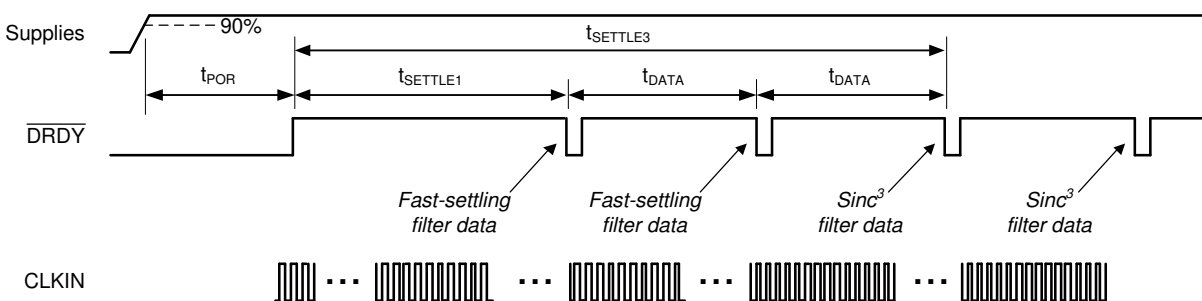 Supplies
90%
tSETTLE3
tPOR
tSETTLE1
tDATA
tDATA
DRDY
Fast-settling
filter data
Fast-settling
filter data
Sinc³
filter data
Sinc³
filter data
CLKIN